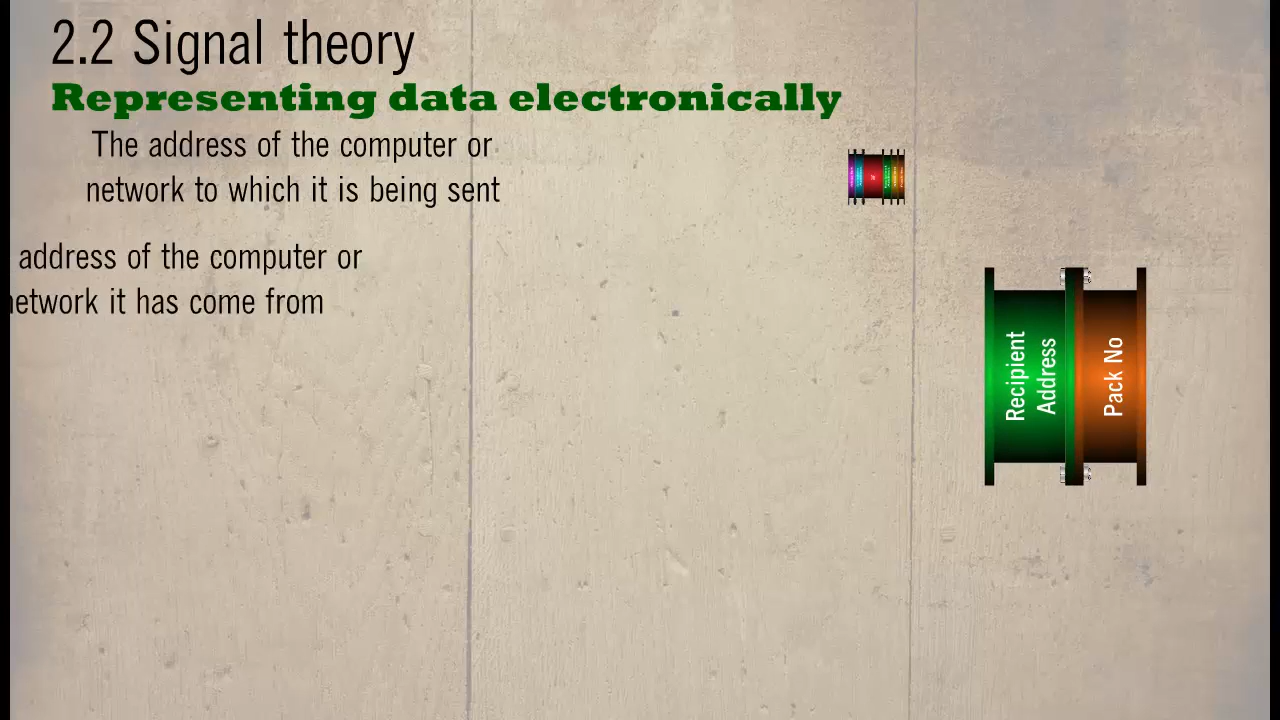 2.2 Signal theory
Representing data electronically
The address of the computer or
network to which it is being sent
address of the computer or
network it has come from
Recipient
Address
Pack No